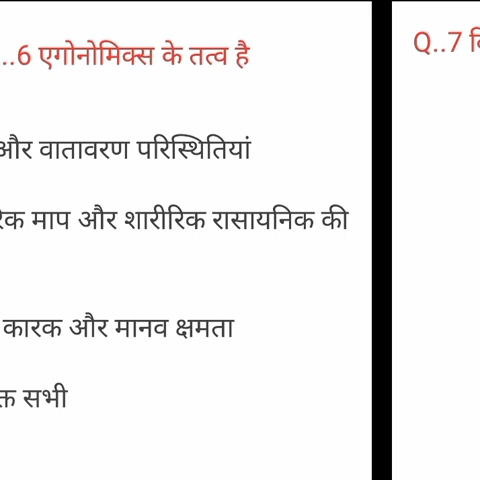 ..6 एगोनोमिक्स के तत्व है
और वातावरण परिस्थितियां
माप और शारीरिक रासायनिक की
कारक और मानव क्षमता
सभी
Q..7